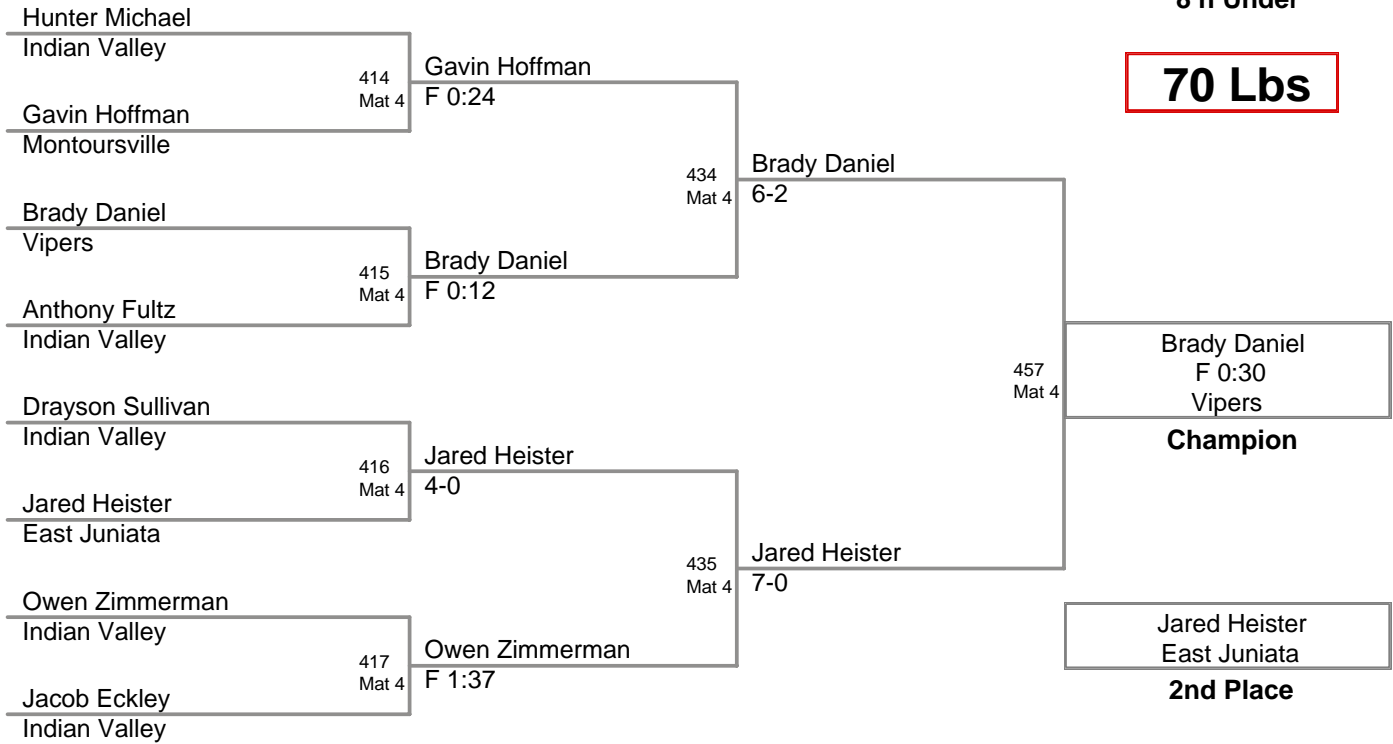 8 n Under
70 Lbs
Hunter Michael
Indian Valley
414
Mat 4
Gavin Hoffman
F 0:24
Gavin Hoffman
Montoursville
434
Mat 4
Brady Daniel
6-2
Brady Daniel
Vipers
415
Mat 4
Brady Daniel
F 0:12
Anthony Fultz
Indian Valley
457
Mat 4
Brady Daniel
F 0:30
Vipers
Champion
Drayson Sullivan
Indian Valley
416
Mat 4
Jared Heister
4-0
Jared Heister
East Juniata
435
Mat 4
Jared Heister
7-0
Owen Zimmerman
Indian Valley
417
Mat 4
Owen Zimmerman
F 1:37
Jacob Eckley
Indian Valley
Jared Heister
East Juniata
2nd Place